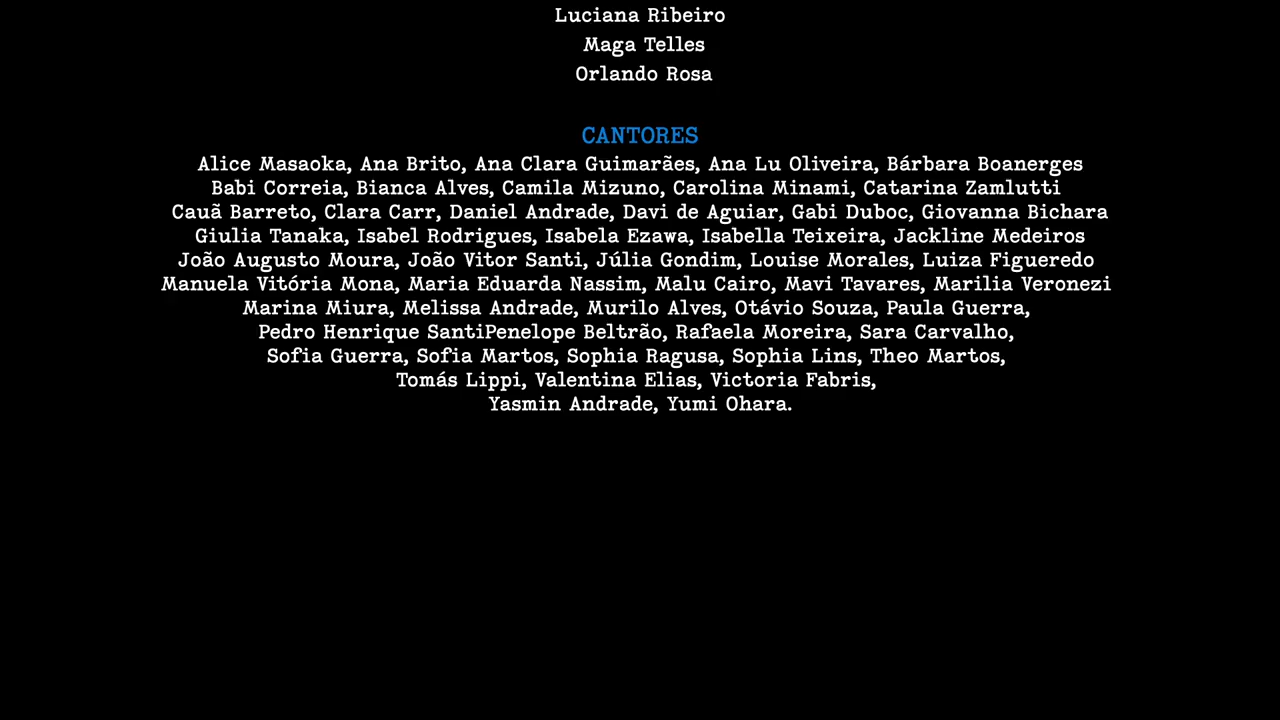 Luciana Ribeiro
Maga Telles
Orlando Rosa
CANTORES
Alice Masaoka, Ana Brito, Ana Clara Guimarães, Ana Lu Oliveira, Bárbara Boanerges
Babi Correia, Bianca Alves, Camila Mizuno, Carolina Minami, Catarina Zamlutti
Cauã Barreto, Clara Carr, Daniel Andrade, Davi de Aguiar, Gabi Duboc, Giovanna Bichara
Giulia Tanaka, Isabel Rodrigues, Isabela Ezawa, Isabella Teixeira, Jackline Medeiros
João Augusto Moura, João Vitor Santi, Júlia Gondim, Louise Morales, Luiza Figueredo
Manuela Vitória Mona, Maria Eduarda Nassim, Malu Cairo, Mavi Tavares, Marilia Veronezi
Marina Miura, Melissa Andrade, Murilo Alves, Otávio Souza, Paula Guerra,
Pedro Henrique SantiPenelope Beltrão, Rafaela Moreira, Sara Carvalho,
Sofia Guerra, Sofia Martos, Sophia Ragusa, Sophia Lins, Theo Martos,
Tomás Lippi, Valentina Elias, Victoria Fabris,
Yasmin Andrade, Yumi Ohara.